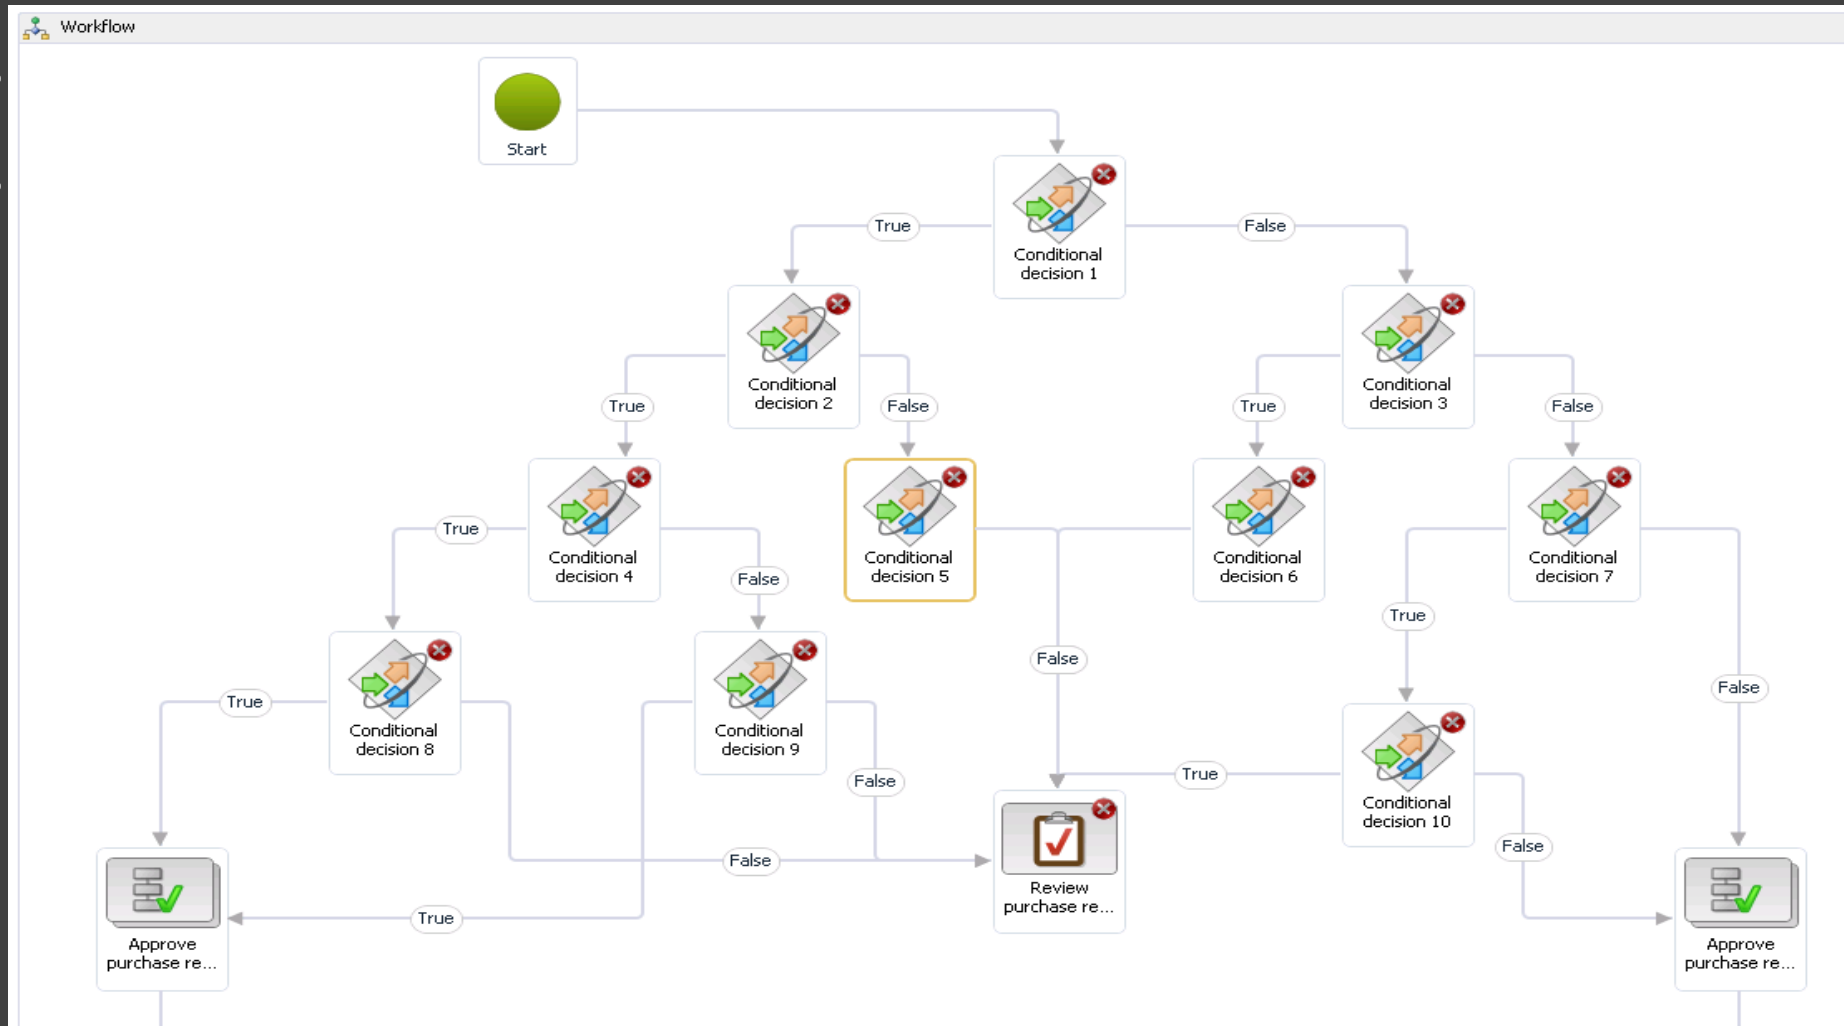 Workflow
Start
Conditional
decision 1
True
False
Conditional
decision 2
Conditional
decision 3
True
False
True
False
Conditional
decision 4
Conditional
decision 5
Conditional
decision 6
Conditional
decision 7
True
False
True
False
False
Conditional
decision 8
Conditional
decision 9
True
False
True
Conditional
decision 10
False
False
Review
purchase re...
True
Approve
purchase re...
Approve
purchase re...